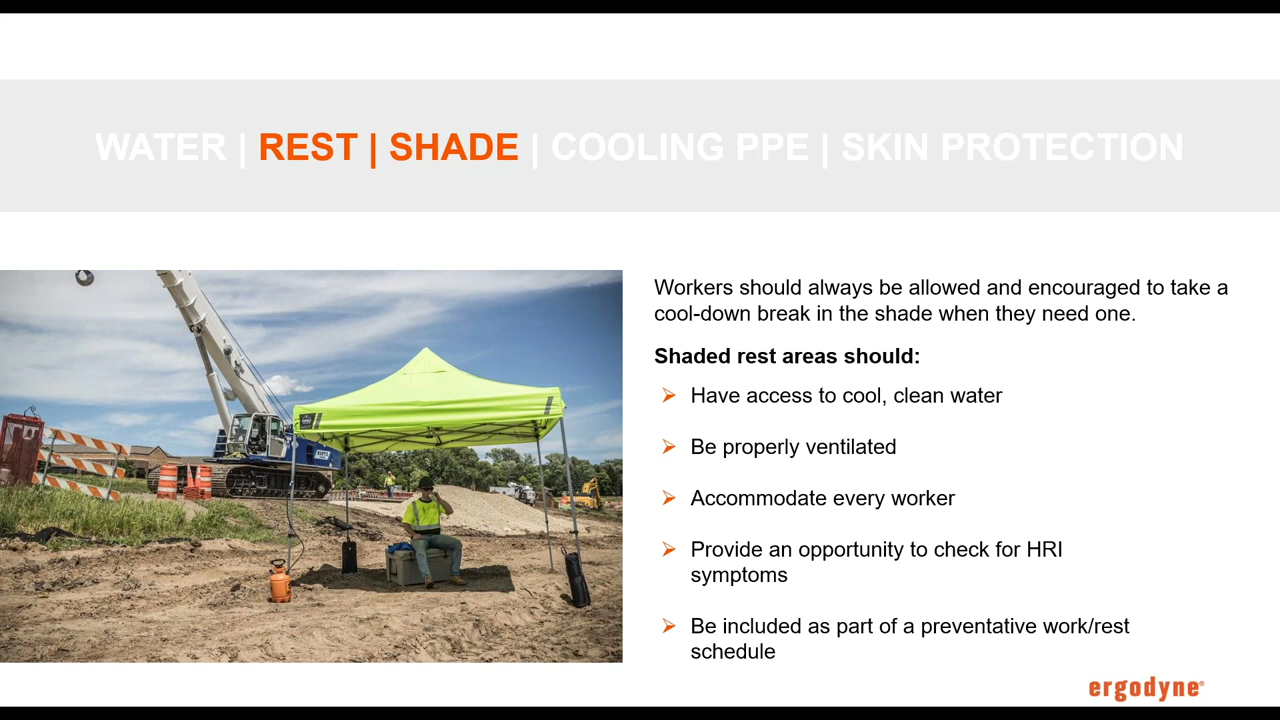 WATER | REST | SHADE | COOLING PPE | SKIN PROTECTION
Workers should always be allowed and encouraged to take a
cool-down break in the shade when they need one.
Shaded rest areas should:
➢ Have access to cool, clean water
➢ Be properly ventilated
➢ Accommodate every worker
➢ Provide an opportunity to check for HRI
symptoms
➢ Be included as part of a preventative work/rest
schedule
ergodyne®